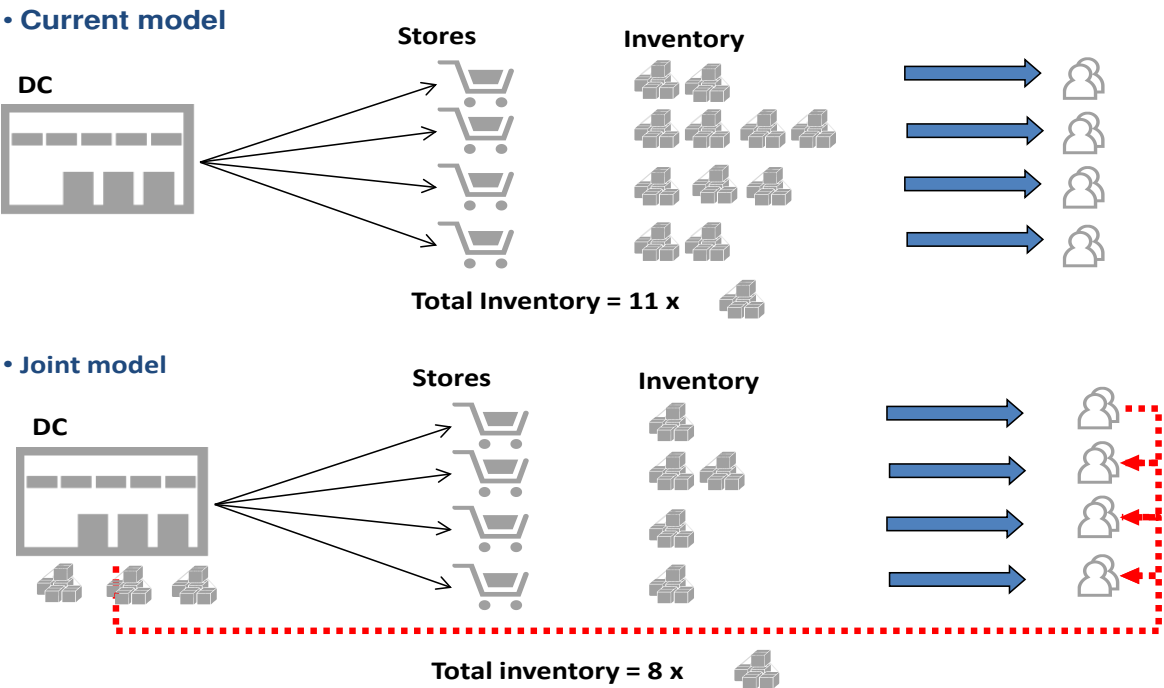 • Current model
Stores
Inventory
DC
Total Inventory = 11 x
• Joint model
Stores
Inventory
DC
Total inventory = 8 x